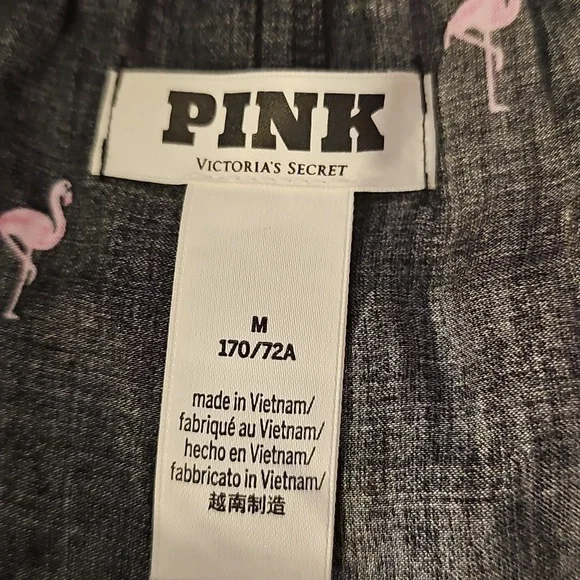 PINK
VICTORIA'S SECRET
M
170/72A
made in Vietnam/
fabriqué au Vietnam/
hecho en Vietnam/
fabbricato in Vietnam/
越南制造